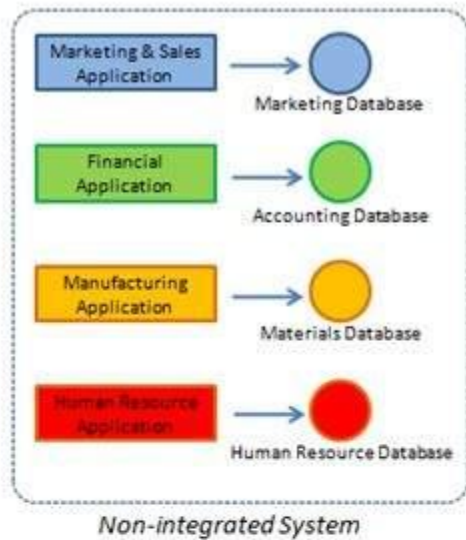 Marketing & Sales
Application
Marketing Database
Financial
Application
Accounting Database
Manufacturing
Application
Materials Database
Human Resource
Application
Human Resource Database
Non-integrated System